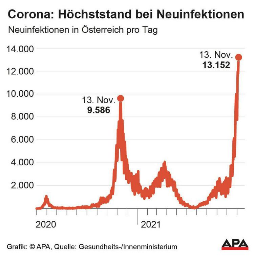 Corona: Höchststand bei Neuinfektionen
Neuinfektionen in Österreich pro Tag
14.000
13. Nov.
13.152
12.000
10.000
13. Nov.
9.586
8.000
6.000
4.000
2.000
2020
2021
Grafik: © APA, Quelle: Gesundheits-/Innenministerium
APA